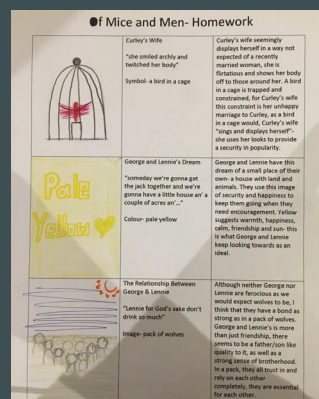 Of Mice and Men- Homework
Curley's Wife
"she smiled archly and
twitched her body"
Symbol- a bird in a cage
Curley's wife seemingly
displays herself in a way not
expected of a recently
married woman, she is
flirtatious and shows her body
off to those around her. A bird
in a cage is trapped and
constrained, for Curley's wife
this constraint is her unhappy
marriage to Curley, as a bird
in a cage would, Curley's wife
"sings and displays herself"-
she uses her looks to provide
a security in popularity.
Pale
Yellow
George and Lennie's Dream
"someday we're gonna get
the jack together and we're
gonna have a little house an' a
couple of acres an'..."
Colour- pale yellow
George and Lennie have this
dream of a small place of their
own- a house with land and
animals. They use this image
of security and happiness to
keep them going when they
need encouragement. Yellow
suggests warmth, happiness,
calm, friendship and sun- this
is what George and Lennie
keep looking towards as an
ideal.
The Relationship Between
George & Lennie
"Lennie for God's sake don't
drink so much"
Image- pack of wolves
Although neither George nor
Lennie are ferocious as we
would expect wolves to be, I
think that they have a bond as
strong as in a pack of wolves.
George and Lennie's is more
than just friendship, there
seems to be a father/son like
quality to it, as well as a
strong sense of brotherhood.
In a pack, they all trust in and
rely on each other
completely, they are essential
for each other.